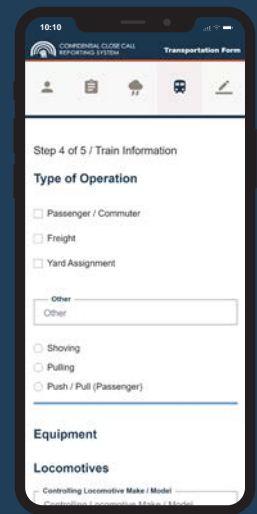 10:10
CONFIDENTIAL CLOSE CALL
REPORTING SYSTEM
Transportation Form
Step 4 of 5 / Train Information
Type of Operation
Passenger / Commuter
Freight
Yard Assignment
Other
Other
Shoving
Pulling
Push / Pull (Passenger)
Equipment
Locomotives
Controlling Locomotive Make / Model
Controlling Locomotive Make / Model